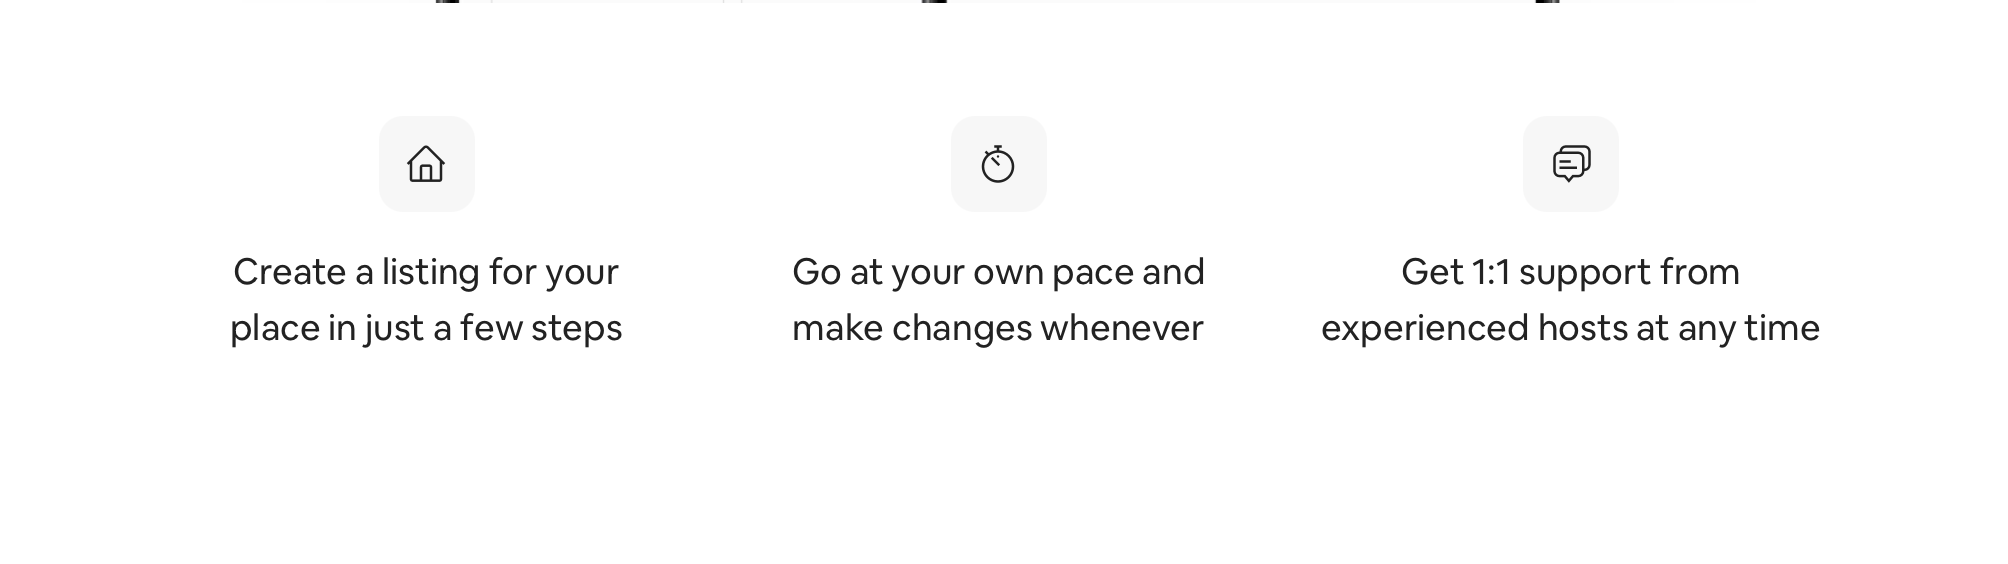 Create a listing for your
place in just a few steps
Go at your own pace and
make changes whenever
Get 1:1 support from
experienced hosts at any time